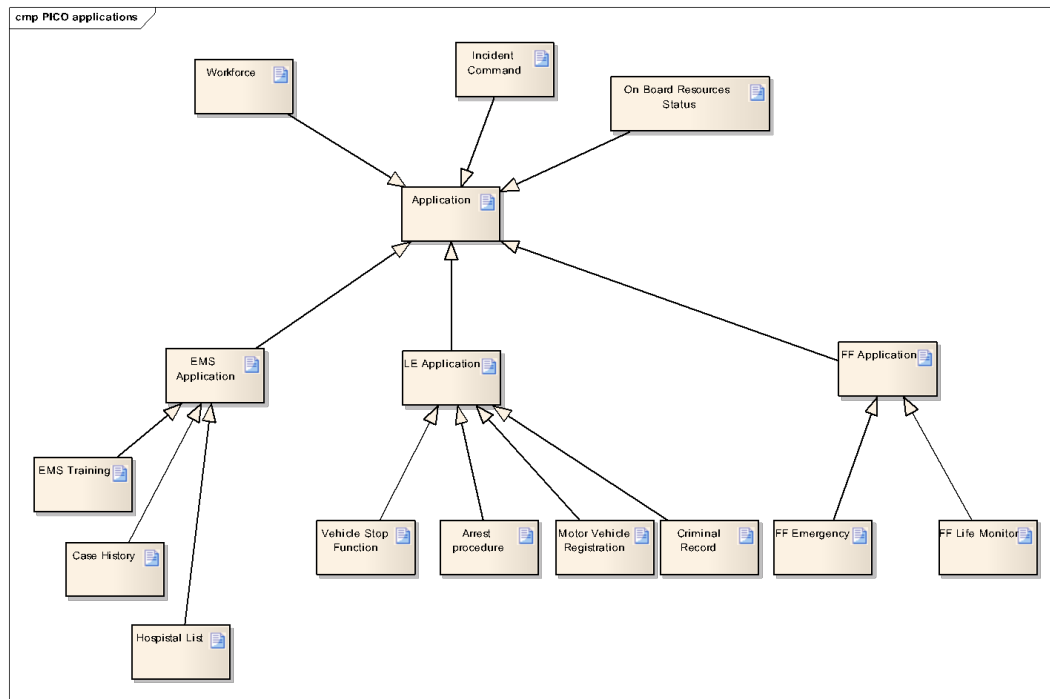 cmp PICO applications
Incident
Command
Workforce
On Board Resources
Status
Application
EMS
Application
LE Application
FF Application
EMS Training
Vehicle Stop
Function
Arrest
procedure
Motor Vehicle
Registration
Criminal
Record
FF Emergency
FF Life Monitor
Case History
Hospistal List